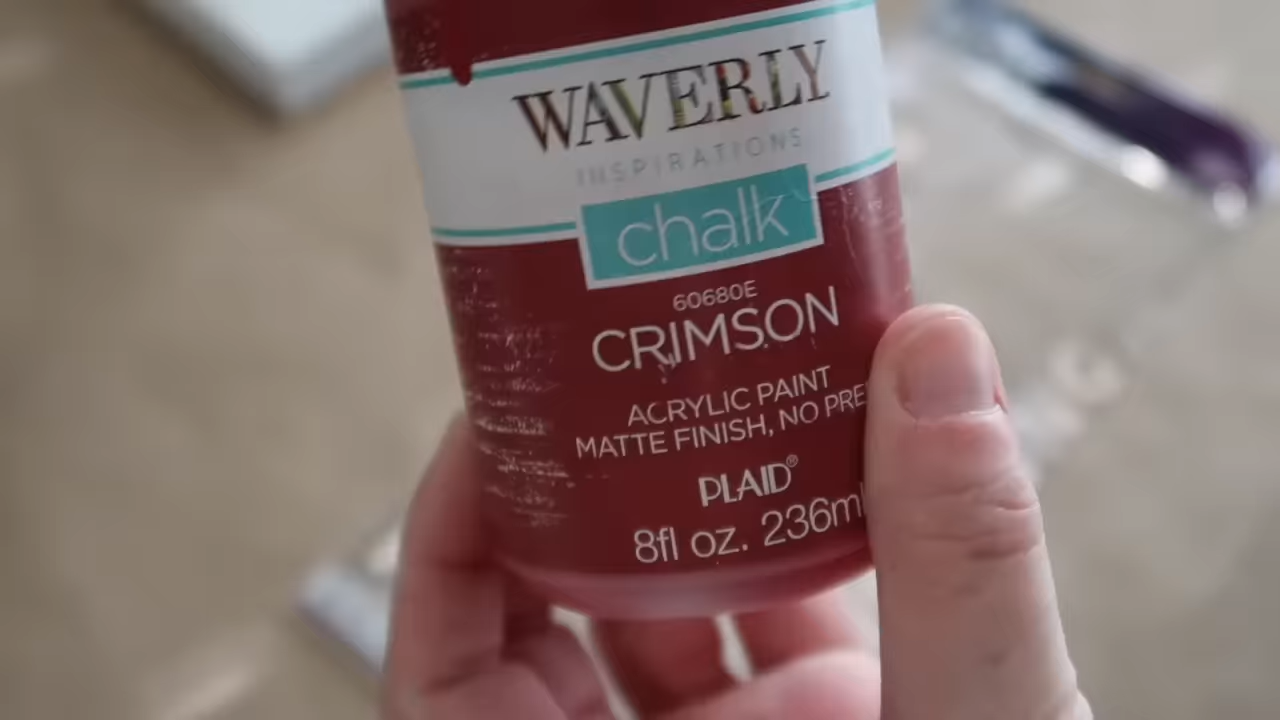 WAVERLY
INSPIRATIONS
chalk
60680E
CRIMSON
ACRYLIC PAINT
MATTE FINISH, NO PRE
PLAID®
8fl oz. 236ml